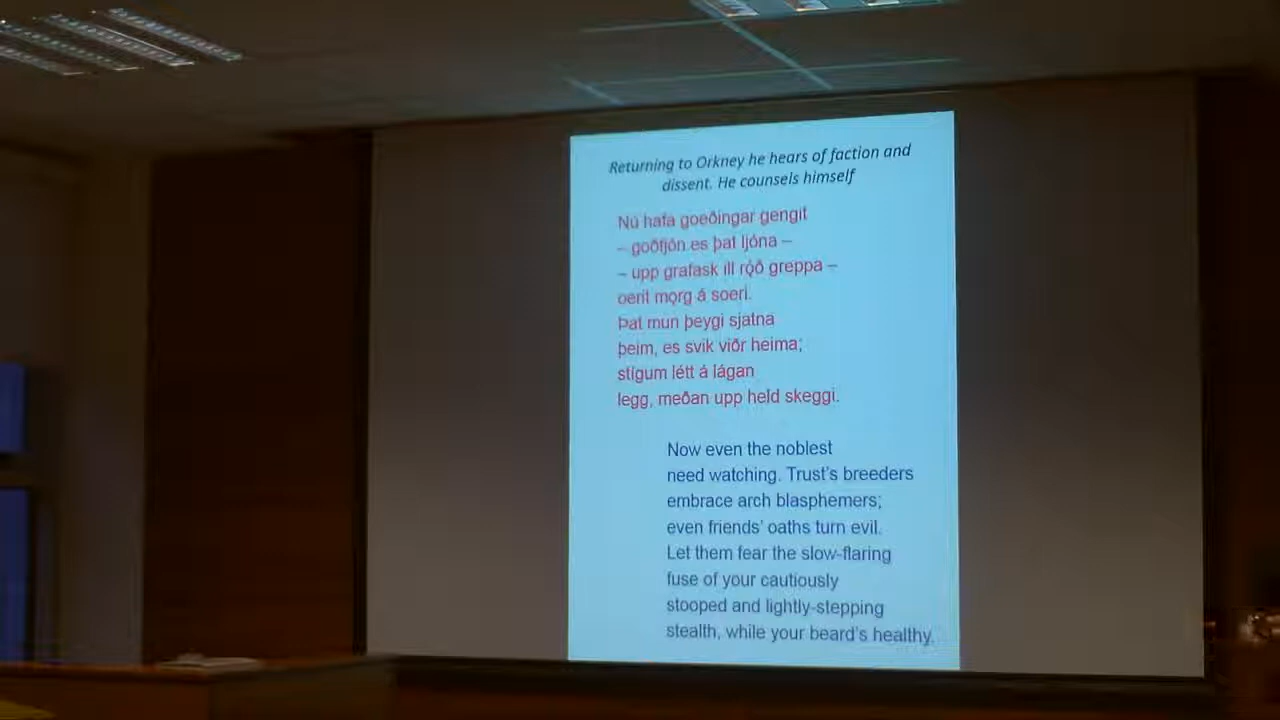 Returning to Orkney he hears of faction and
dissent. He counsels himself
Nú hafa goeðingar gengit
– goðfjón es þat ljóna –
– upp grafask ill rǫ́ð greppa –
oerit mǫrg á soeri.
Þat mun þeygi sjatna
þeim, es svik viðr heima;
stígum létt á lágan
legg, meðan upp held skeggi.
Now even the noblest
need watching. Trust's breeders
embrace arch blasphemers;
even friends' oaths turn evil.
Let them fear the slow-flaring
fuse of your cautiously
stooped and lightly-stepping
stealth, while your beard's healthy.